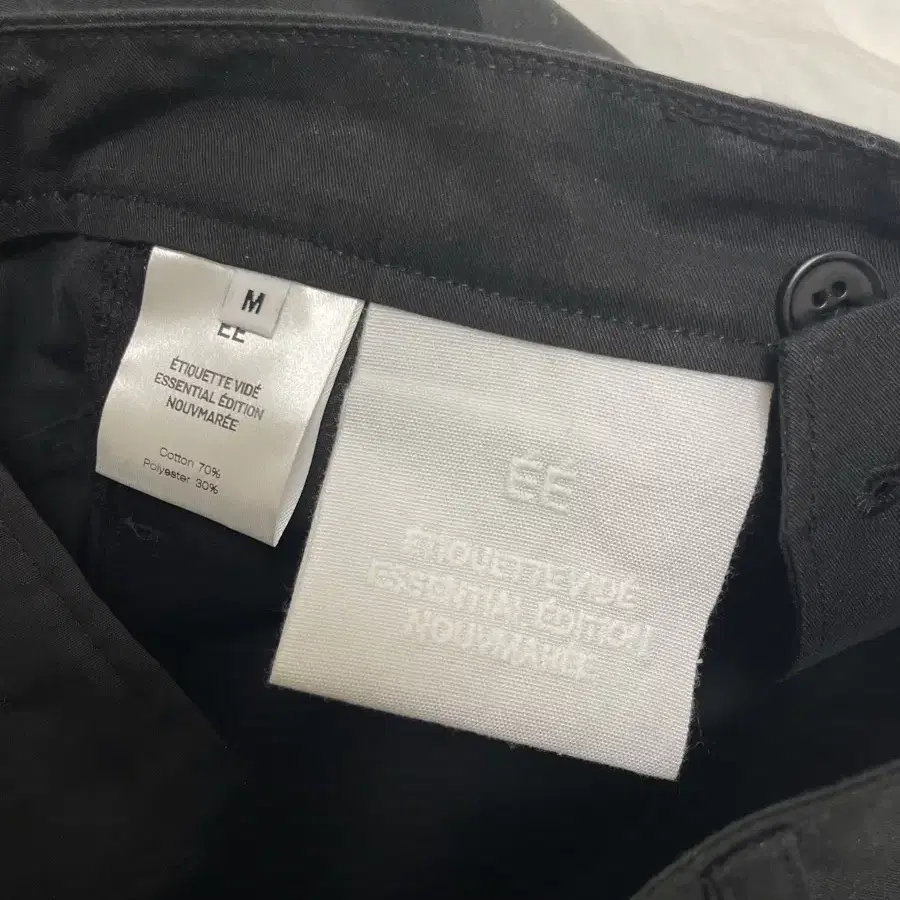 M
ÉE
ÉTIQUETTE VIDÉ
ESSENTIAL ÉDITION
NOUVMARÉE
Cotton 70%
Polyester 30%
ÉE
ÉTIQUETTE VIDÉ
ESSENTIAL ÉDITION
NOUVMARÉE